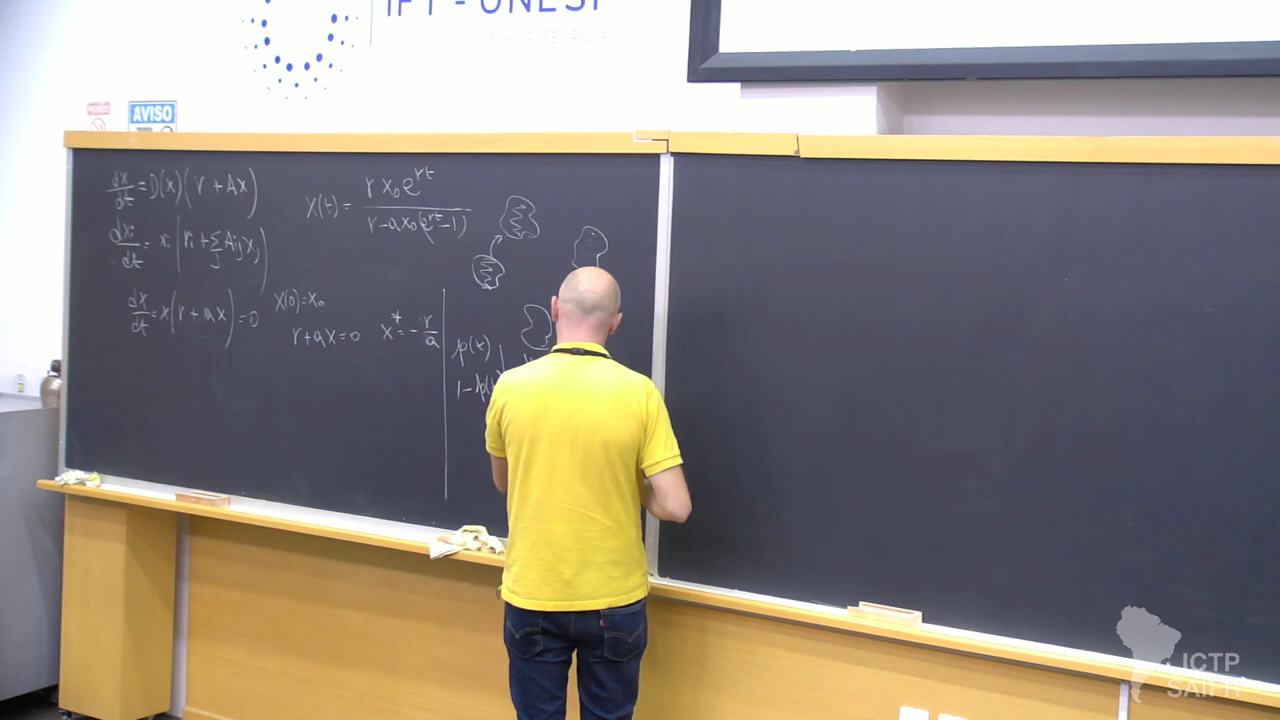 IFT - UNESP
AVISO
dx/dt = D(x)(r + Ax)
dxi/dt = xi(ri + Σj Aij xj)
dx/dt = x(r + ax) = 0
x(0) = x0
r + ax = 0
x* = -r/a
x(t) = r x0 e^rt / r - a x0(e^rt - 1)
p(t)
1 - p(
ICTP
SAIFR